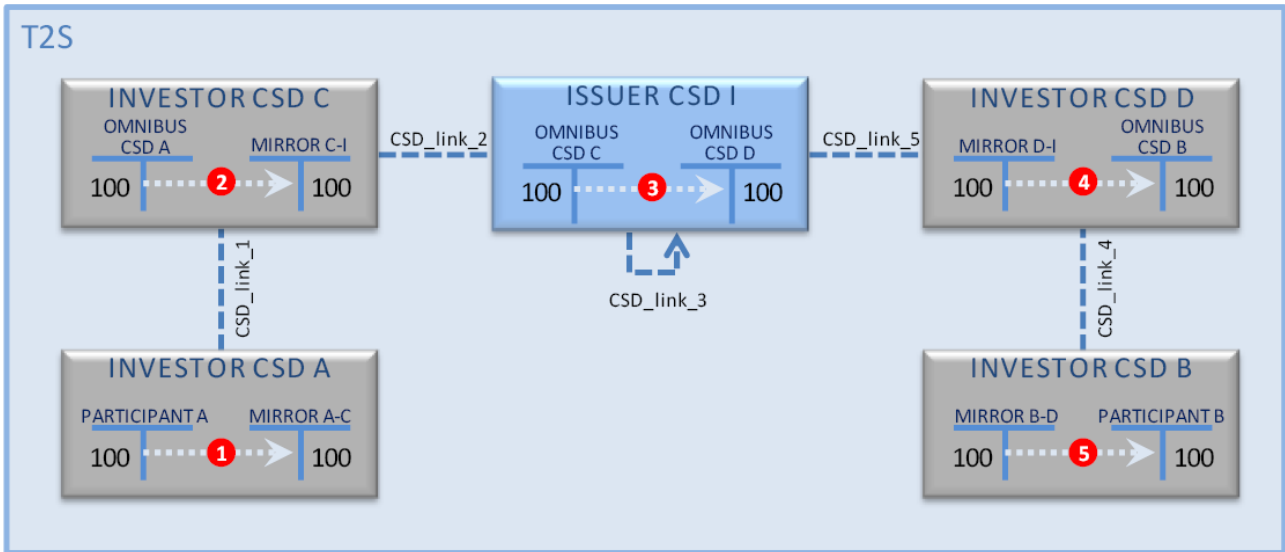 T2S
INVESTOR CSD C
OMNIBUS
CSD A
MIRROR C-I
100
2
100
CSD_link_2
ISSUER CSD I
OMNIBUS
CSD C
OMNIBUS
CSD D
100
3
100
CSD_link_3
CSD_link_5
INVESTOR CSD D
MIRROR D-I
OMNIBUS
CSD B
100
4
100
CSD_link_1
CSD_link_4
INVESTOR CSD A
PARTICIPANT A
MIRROR A-C
100
1
100
INVESTOR CSD B
MIRROR B-D
PARTICIPANT B
100
5
100